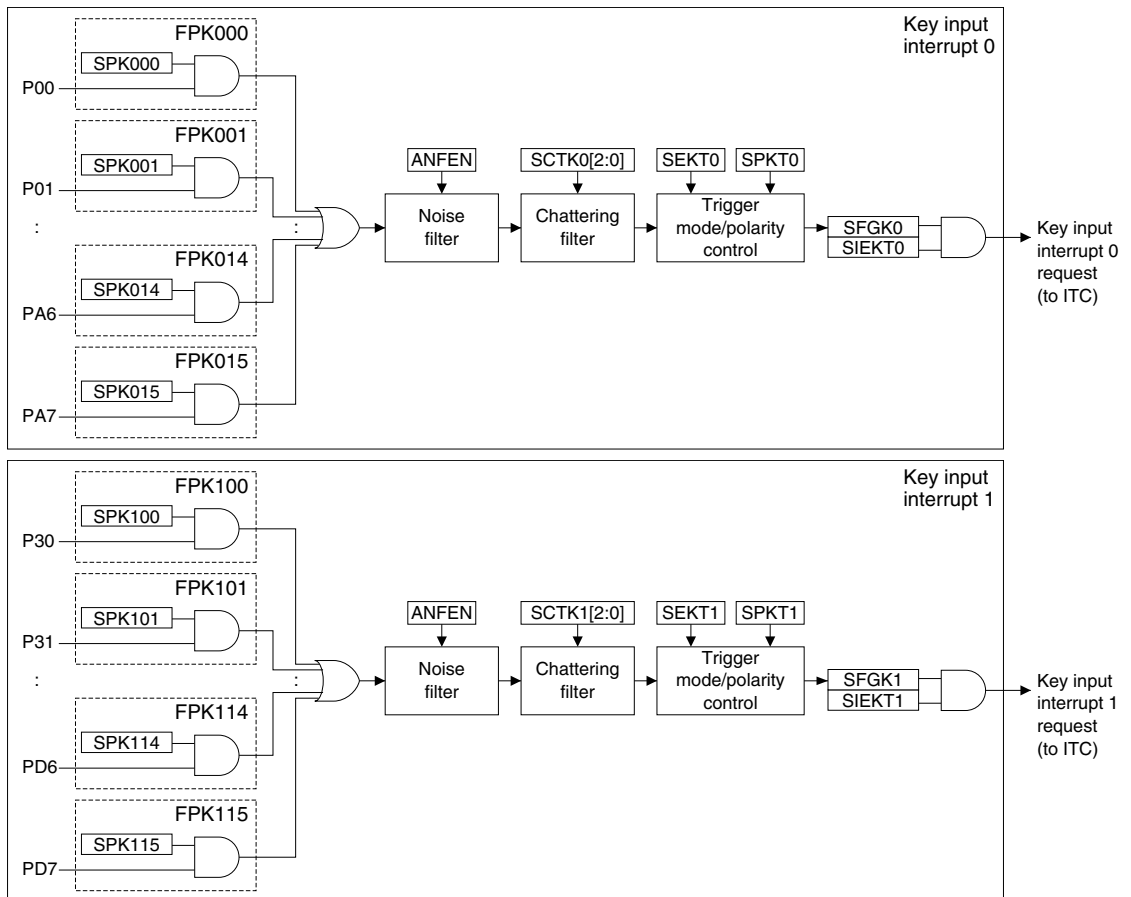 Key input
interrupt 0
FPK000
SPK000
P00
FPK001
SPK001
P01
:
:
FPK014
SPK014
PA6
FPK015
SPK015
PA7
ANFEN
SCTK0[2:0]
SEKT0
SPKT0
Noise
filter
Chattering
filter
Trigger
mode/polarity
control
SFGK0
SIEKT0
Key input
interrupt 0
request
(to ITC)
Key input
interrupt 1
FPK100
SPK100
P30
FPK101
SPK101
P31
:
:
FPK114
SPK114
PD6
FPK115
SPK115
PD7
ANFEN
SCTK1[2:0]
SEKT1
SPKT1
Noise
filter
Chattering
filter
Trigger
mode/polarity
control
SFGK1
SIEKT1
Key input
interrupt 1
request
(to ITC)